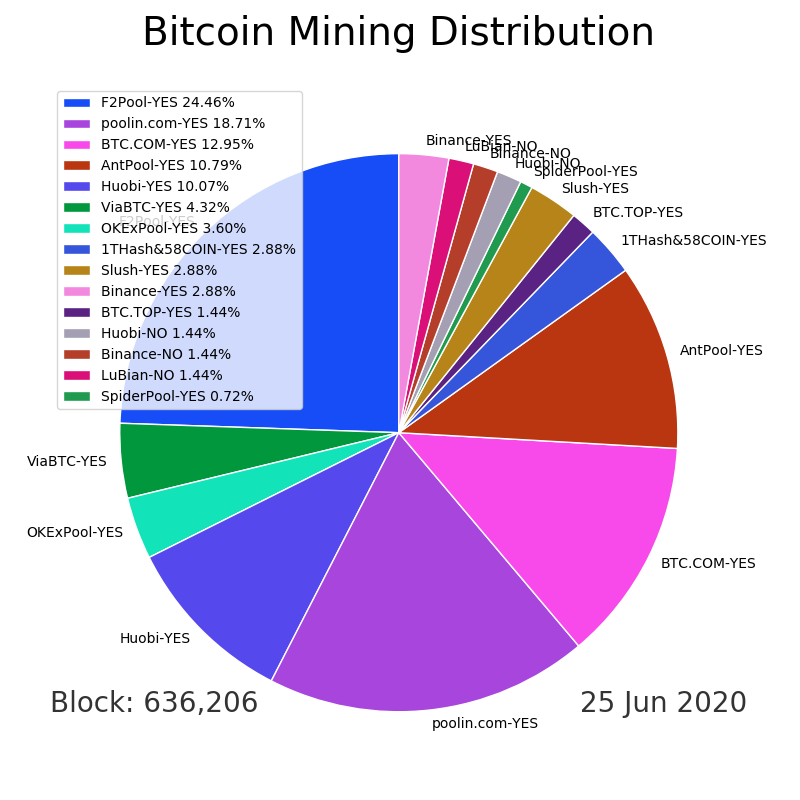 Bitcoin Mining Distribution
F2Pool-YES 24.46%
poolin.com-YES 18.71%
BTC.COM-YES 12.95%
AntPool-YES 10.79%
Huobi-YES 10.07%
ViaBTC-YES 4.32%
OKExPool-YES 3.60%
1THash&58COIN-YES 2.88%
Slush-YES 2.88%
Binance-YES 2.88%
BTC.TOP-YES 1.44%
Huobi-NO 1.44%
Binance-NO 1.44%
LuBian-NO 1.44%
SpiderPool-YES 0.72%
Binance-YES
LuBian-NO
Binance-NO
Huobi-NO
SpiderPool-YES
Slush-YES
BTC.TOP-YES
1THash&58COIN-YES
F2Pool-YES
AntPool-YES
ViaBTC-YES
OKExPool-YES
BTC.COM-YES
Huobi-YES
poolin.com-YES
Block: 636,206
25 Jun 2020